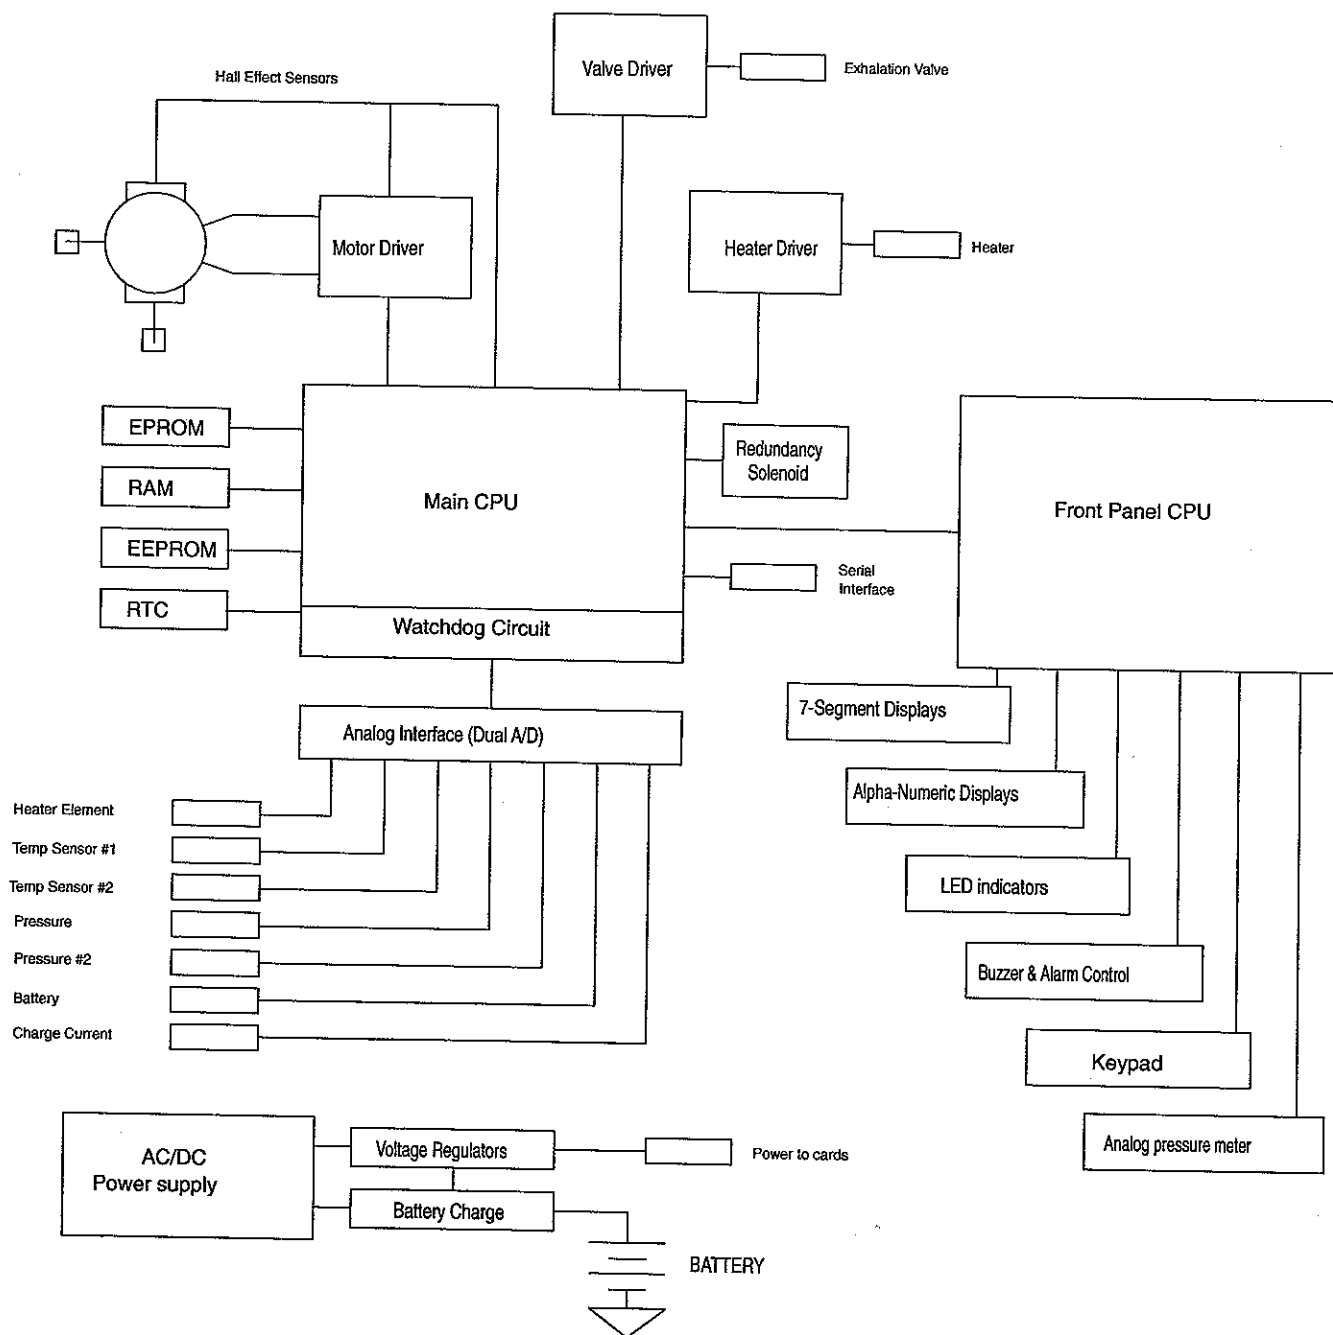 Valve Driver
Exhalation Valve
Hall Effect Sensors
Motor Driver
Heater Driver
Heater
EPROM
RAM
EEPROM
RTC
Main CPU
Watchdog Circuit
Redundancy
Solenoid
Serial
Interface
Front Panel CPU
Analog Interface (Dual A/D)
Heater Element
Temp Sensor #1
Temp Sensor #2
Pressure
Pressure #2
Battery
Charge Current
7-Segment Displays
Alpha-Numeric Displays
LED indicators
Buzzer & Alarm Control
Keypad
Analog pressure meter
AC/DC
Power supply
Voltage Regulators
Power to cards
Battery Charge
BATTERY